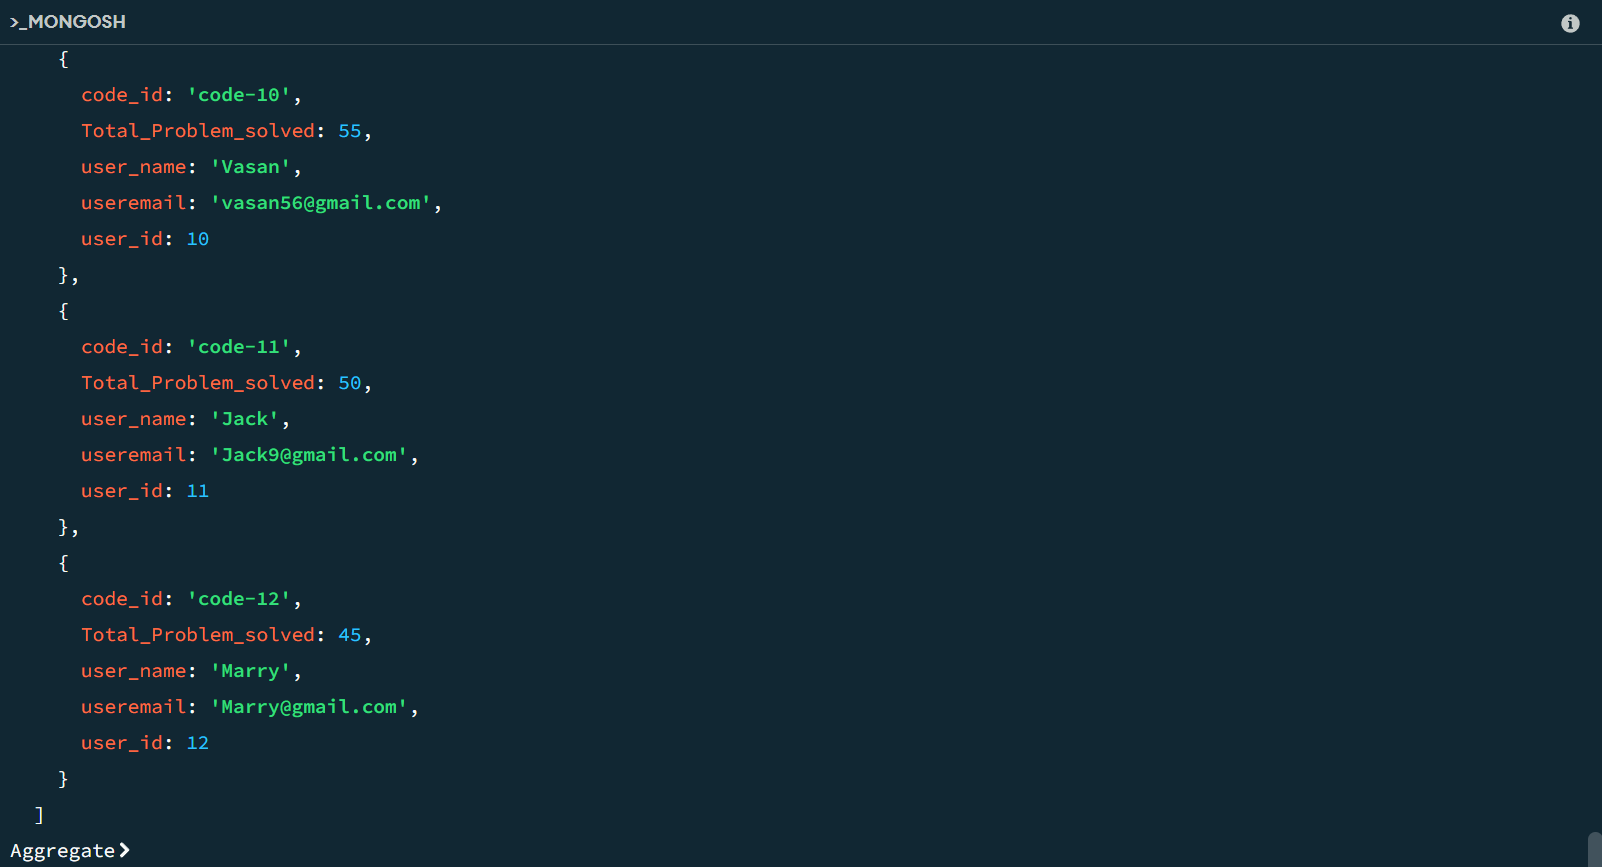 >_MONGOSH
{
code_id: 'code-10',
Total_Problem_solved: 55,
user_name: 'Vasan',
useremail: 'vasan56@gmail.com',
user_id: 10
},
{
code_id: 'code-11',
Total_Problem_solved: 50,
user_name: 'Jack',
useremail: 'Jack9@gmail.com',
user_id: 11
},
{
code_id: 'code-12',
Total_Problem_solved: 45,
user_name: 'Marry',
useremail: 'Marry@gmail.com',
user_id: 12
}
]
Aggregate>